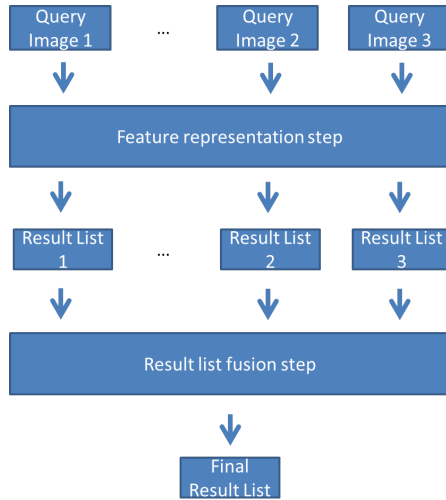 Query
Image 1
...
Query
Image 2
Query
Image 3
Feature representation step
Result List
1
...
Result List
2
Result List
3
Result list fusion step
Final
Result List